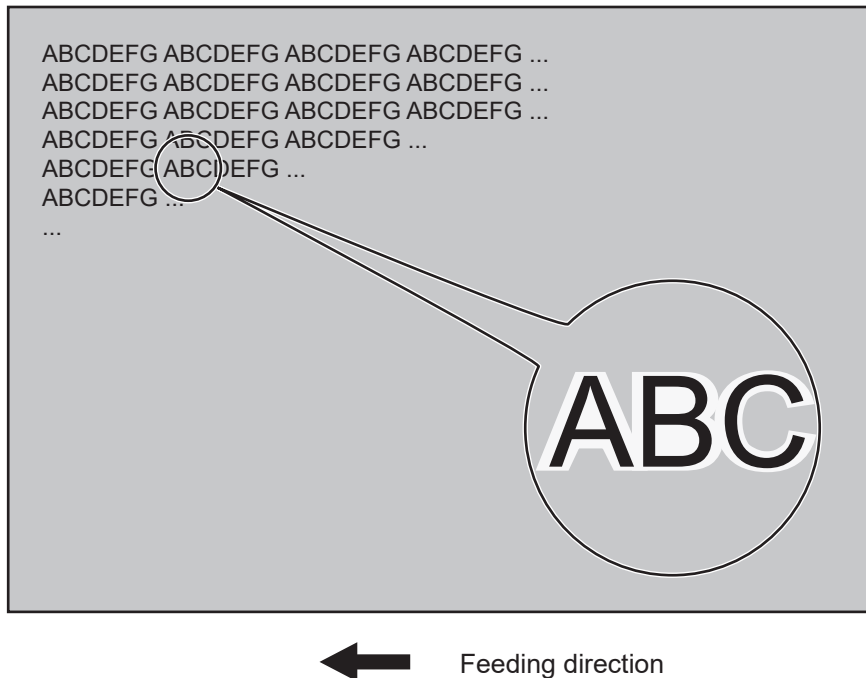 ABCDEFG ABCDEFG ABCDEFG ABCDEFG ...
ABCDEFG ABCDEFG ABCDEFG ABCDEFG ...
ABCDEFG ABCDEFG ABCDEFG ABCDEFG ...
ABCDEFG ABCDEFG ABCDEFG ...
ABCDEFG ABCDEFG ...
ABCDEFG ...
...
ABC
Feeding direction